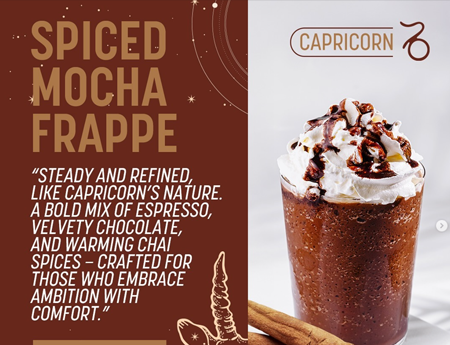 SPICED
MOCHA
FRAPPE
“STEADY AND REFINED,
LIKE CAPRICORN’S NATURE.
A BOLD MIX OF ESPRESSO,
VELVETY CHOCOLATE,
AND WARMING CHAI
SPICES – CRAFTED FOR
THOSE WHO EMBRACE
AMBITION WITH
COMFORT.”
CAPRICORN